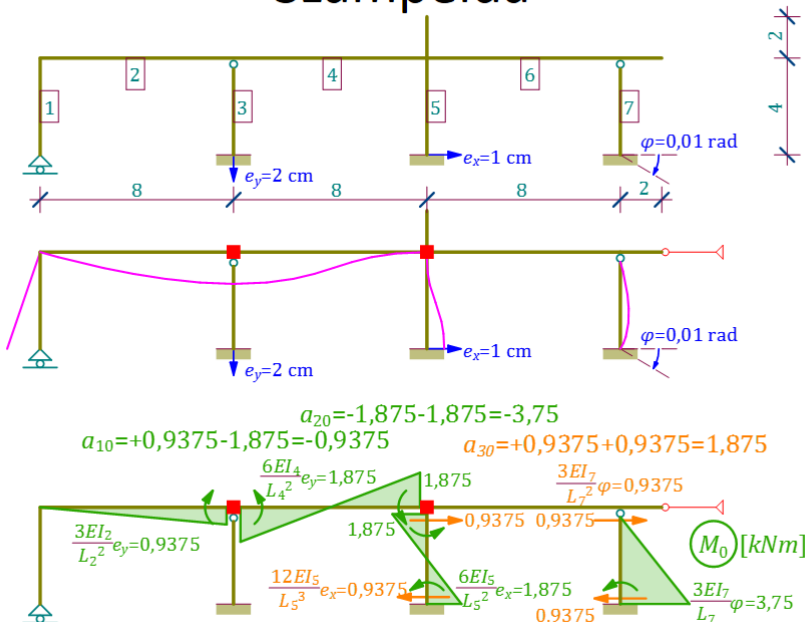 2
2
4
6
1
3
5
7
4
φ=0,01 rad
e_x=1 cm
e_y=2 cm
8
8
8
2
φ=0,01 rad
e_x=1 cm
e_y=2 cm
a_20=-1,875-1,875=-3,75
a_10=+0,9375-1,875=-0,9375
a_30=+0,9375+0,9375=1,875
6EI_4/L_4^2 e_y=1,875
1,875
3EI_7/L_7^2 φ=0,9375
3EI_2/L_2^2 e_y=0,9375
1,875
0,9375
0,9375
M_0 [kNm]
12EI_5/L_5^3 e_x=0,9375
6EI_5/L_5^2 e_x=1,875
3EI_7/L_7 φ=3,75
0,9375